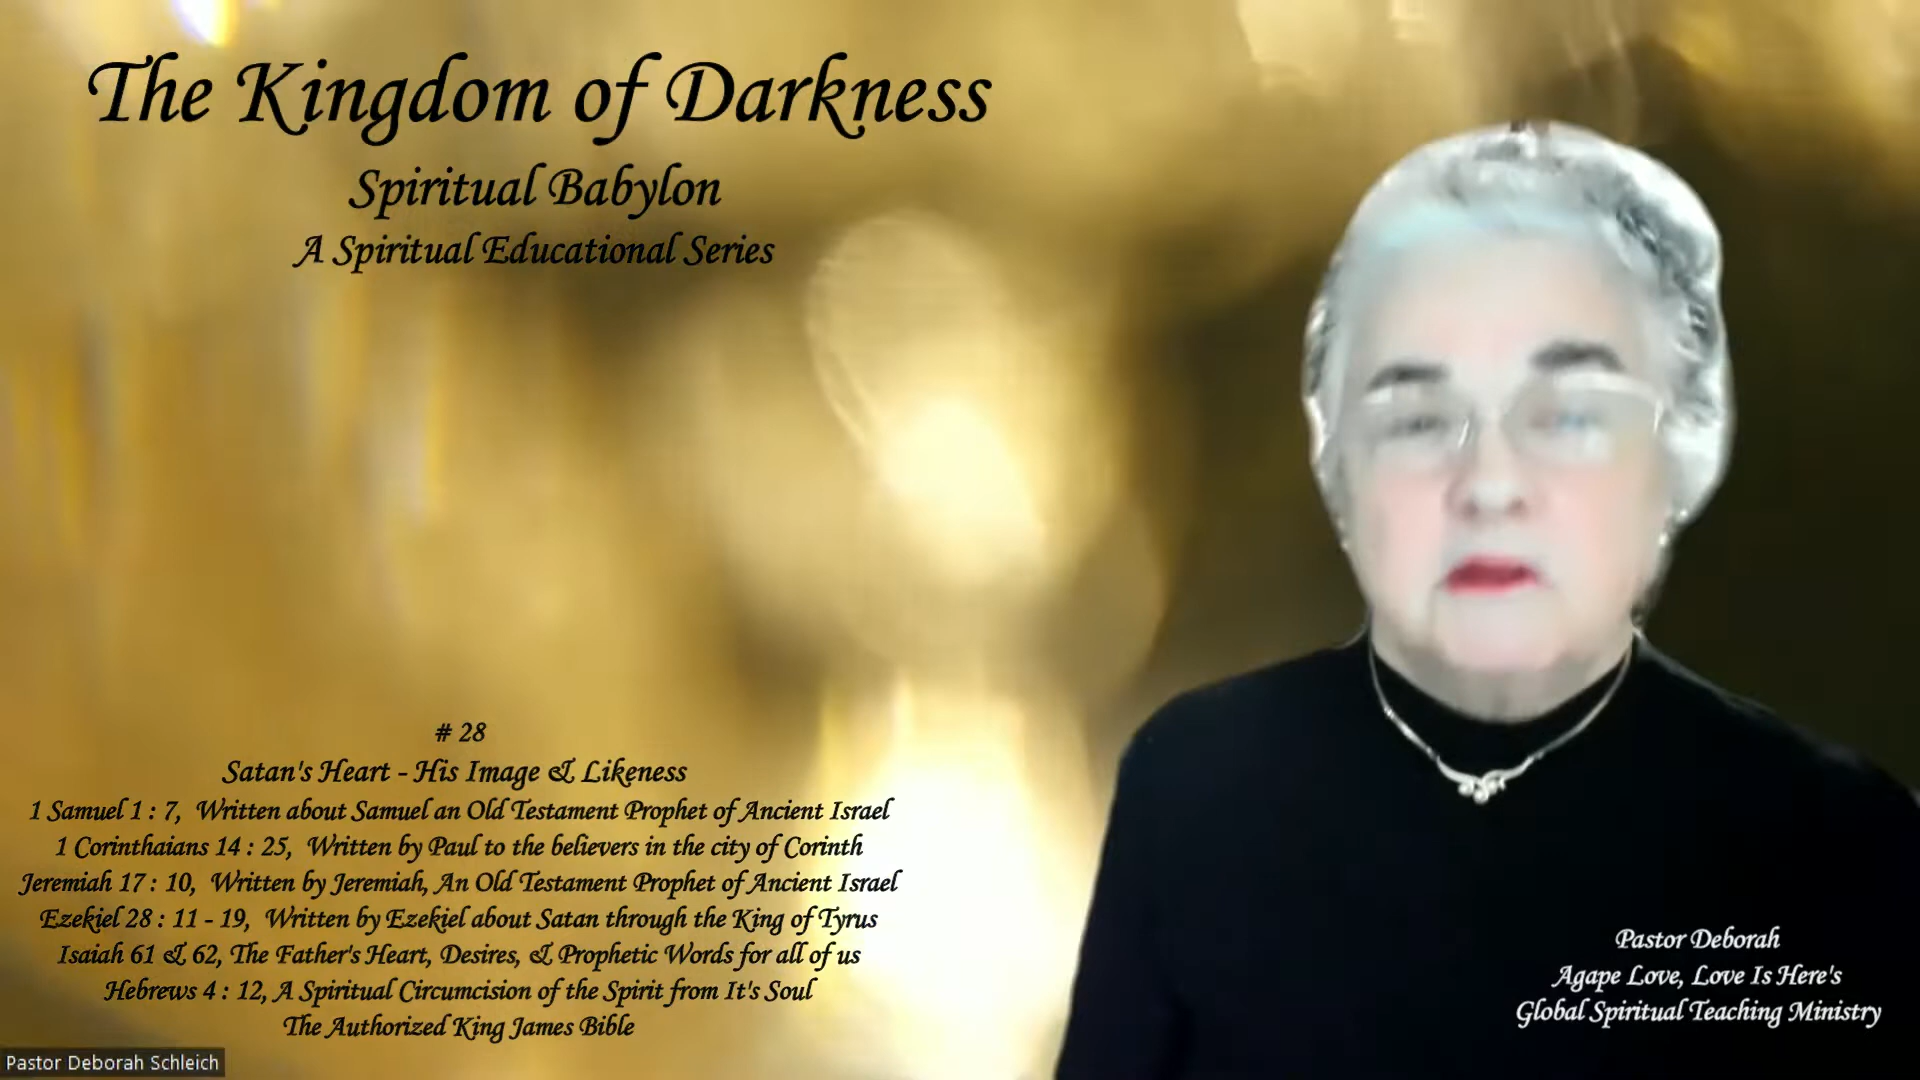 The Kingdom of Darkness
Spiritual Babylon
A Spiritual Educational Series
# 28
Satan's Heart - His Image & Likeness
1 Samuel 1 : 7, Written about Samuel an Old Testament Prophet of Ancient Israel
1 Corinthaians 14 : 25, Written by Paul to the believers in the city of Corinth
Jeremiah 17 : 10, Written by Jeremiah, An Old Testament Prophet of Ancient Israel
Ezekiel 28 : 11 - 19, Written by Ezekiel about Satan through the King of Tyrus
Isaiah 61 & 62, The Father's Heart, Desires, & Prophetic Words for all of us
Hebrews 4 : 12, A Spiritual Circumcision of the Spirit from It's Soul
The Authorized King James Bible
Pastor Deborah
Agape Love, Love Is Here's
Global Spiritual Teaching Ministry
Pastor Deborah Schleich